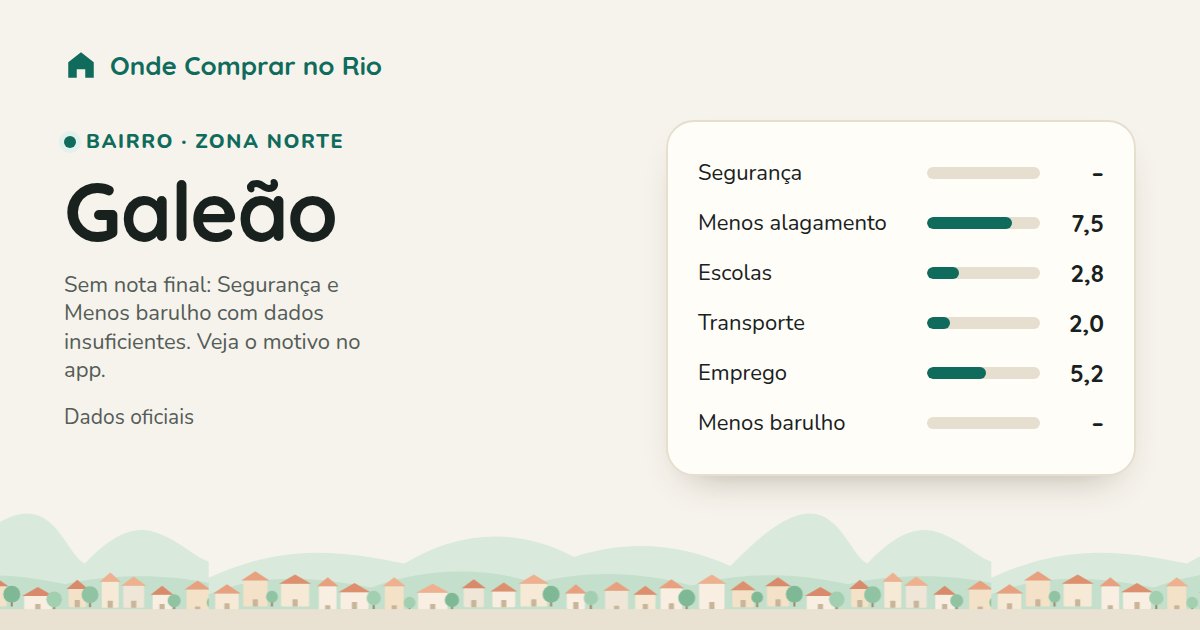 Onde Comprar no Rio
BAIRRO · ZONA NORTE
Galeão
Sem nota final: Segurança e
Menos barulho com dados
insuficientes. Veja o motivo no
app.
Dados oficiais
Segurança –
Menos alagamento 7,5
Escolas 2,8
Transporte 2,0
Emprego 5,2
Menos barulho –